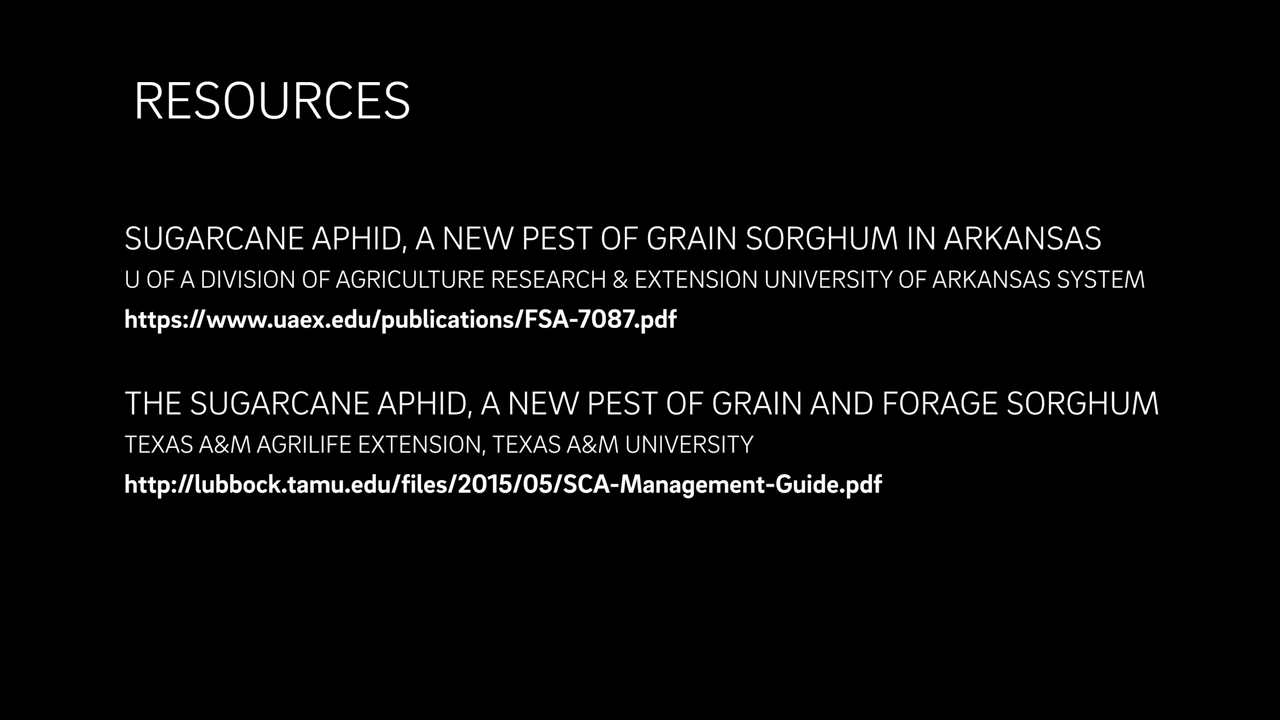 RESOURCES
SUGARCANE APHID, A NEW PEST OF GRAIN SORGHUM IN ARKANSAS
U OF A DIVISION OF AGRICULTURE RESEARCH & EXTENSION UNIVERSITY OF ARKANSAS SYSTEM
https://www.uaex.edu/publications/FSA-7087.pdf
THE SUGARCANE APHID, A NEW PEST OF GRAIN AND FORAGE SORGHUM
TEXAS A&M AGRILIFE EXTENSION, TEXAS A&M UNIVERSITY
http://lubbock.tamu.edu/files/2015/05/SCA-Management-Guide.pdf